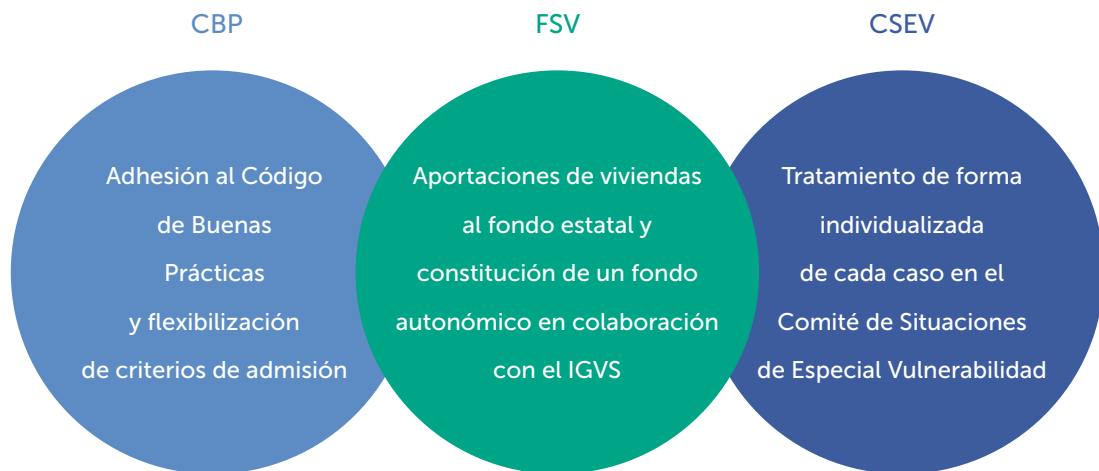 CBP
Adhesión al Código
de Buenas
Prácticas
y flexibilización
de criterios de admisión
FSV
Aportaciones de viviendas
al fondo estatal y
constitución de un fondo
autonómico en colaboración
con el IGVS
CSEV
Tratamiento de forma
individualizada
de cada caso en el
Comité de Situaciones
de Especial Vulnerabilidad